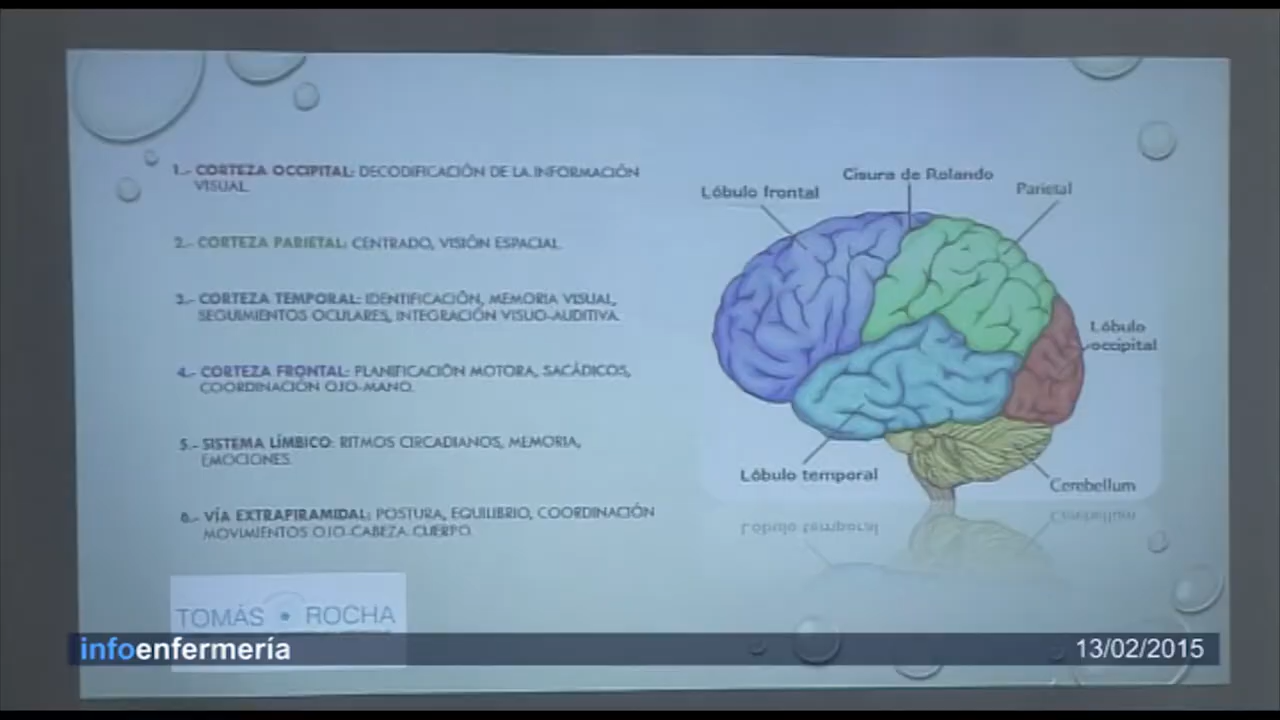 1.- CORTEZA OCCIPITAL: DECODIFICACIÓN DE LA INFORMACIÓN
VISUAL.
2.- CORTEZA PARIETAL: CENTRADO, VISIÓN ESPACIAL.
3.- CORTEZA TEMPORAL: IDENTIFICACIÓN, MEMORIA VISUAL,
SEGUIMIENTOS OCULARES, INTEGRACIÓN VISUO-AUDITIVA.
4.- CORTEZA FRONTAL: PLANIFICACIÓN MOTORA, SACÁDICOS,
COORDINACIÓN OJO-MANO.
5.- SISTEMA LÍMBICO: RITMOS CIRCADIANOS, MEMORIA,
EMOCIONES.
6.- VÍA EXTRAPIRAMIDAL: POSTURA, EQUILIBRIO, COORDINACIÓN
MOVIMIENTOS OJO-CABEZA CUERPO.
Lóbulo frontal
Cisura de Rolando
Parietal
Lóbulo
occipital
Lóbulo temporal
Cerebellum
TOMÁS • ROCHA
infoenfermería
13/02/2015